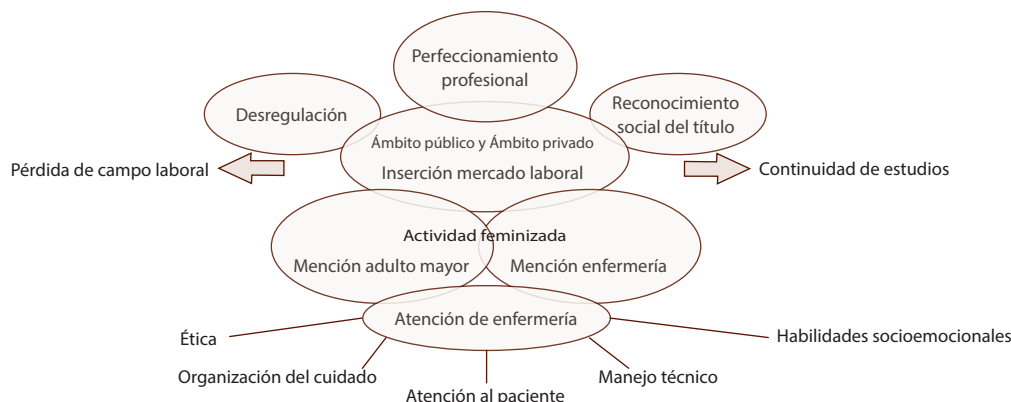 Perfeccionamiento
profesional
Desregulación
Reconocimiento
social del título
Ámbito público y Ámbito privado
Inserción mercado laboral
Pérdida de campo laboral
Continuidad de estudios
Actividad feminizada
Mención adulto mayor
Mención enfermería
Atención de enfermería
Ética
Habilidades socioemocionales
Organización del cuidado
Manejo técnico
Atención al paciente